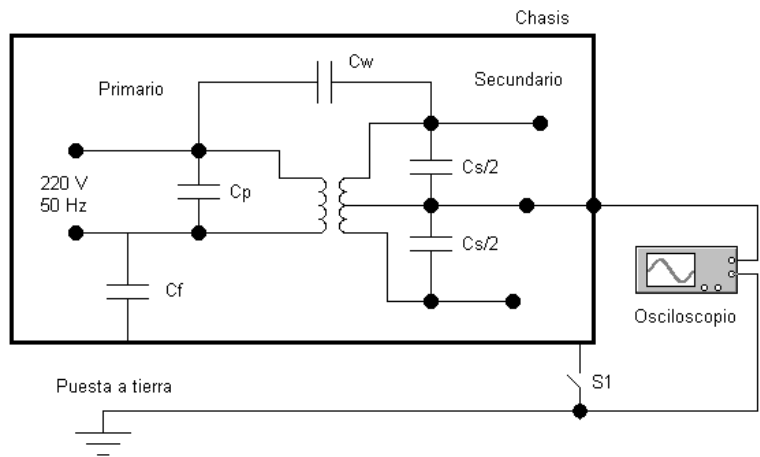 Chasis
Cw
Primario
Secundario
220 V
50 Hz
Cp
Cs/2
Cs/2
Cf
Osciloscopio
Puesta a tierra
S1